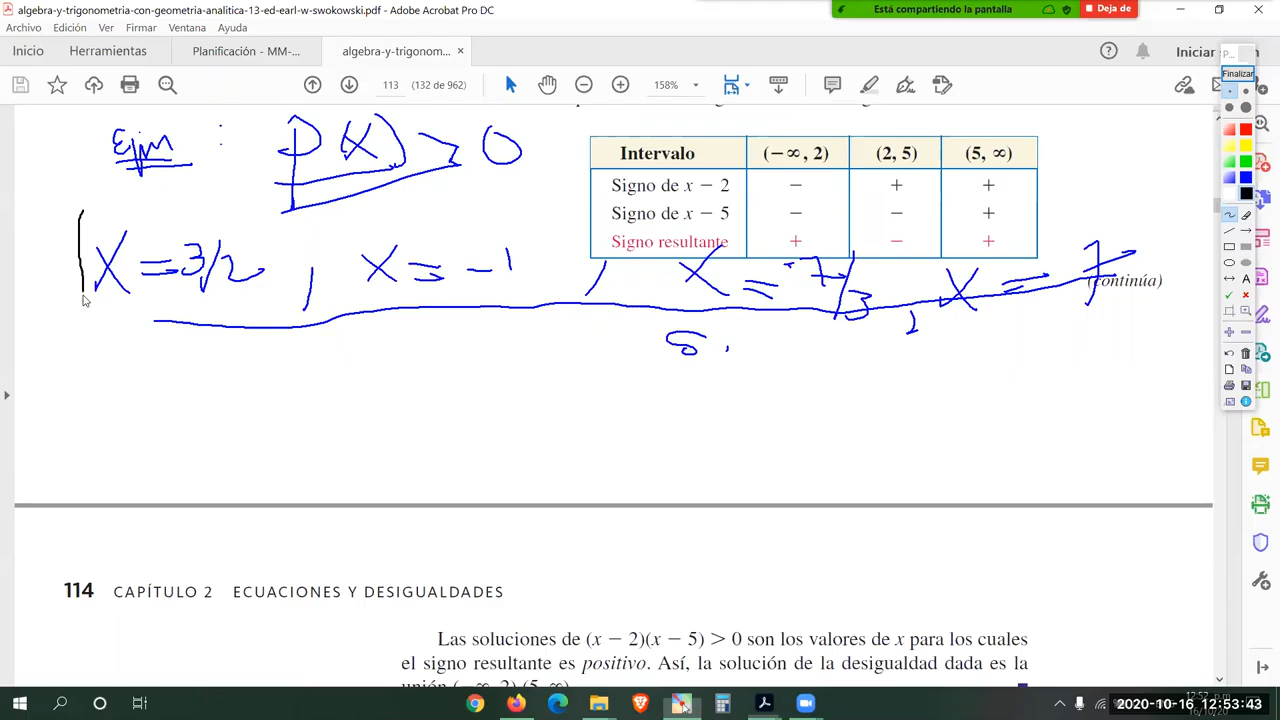 algebra-y-trigonometria-con-geometria-analitica-13-ed-earl-w-swokowski.pdf - Adobe Acrobat Pro DC
Está compartiendo la pantalla
Deja de
Archivo Edición Ver Firmar Ventana Ayuda
Inicio Herramientas Planificación - MM-... algebra-y-trigonom... × Iniciar
113 (132 de 962) 158%
Finalizar
Ejm : P(X) ≥ 0
Intervalo (−∞, 2) (2, 5) (5, ∞)
Signo de x − 2 − + +
Signo de x − 5 − − +
Signo resultante + − +
(continúa)
X = 3/2 , X = -1 , X = -7/3 , X = 7
114 CAPÍTULO 2 ECUACIONES Y DESIGUALDADES
Las soluciones de (x − 2)(x − 5) > 0 son los valores de x para los cuales
el signo resultante es positivo. Así, la solución de la desigualdad dada es la
unión (−∞, 2) (5, ∞)
2020-10-16 12:53:43